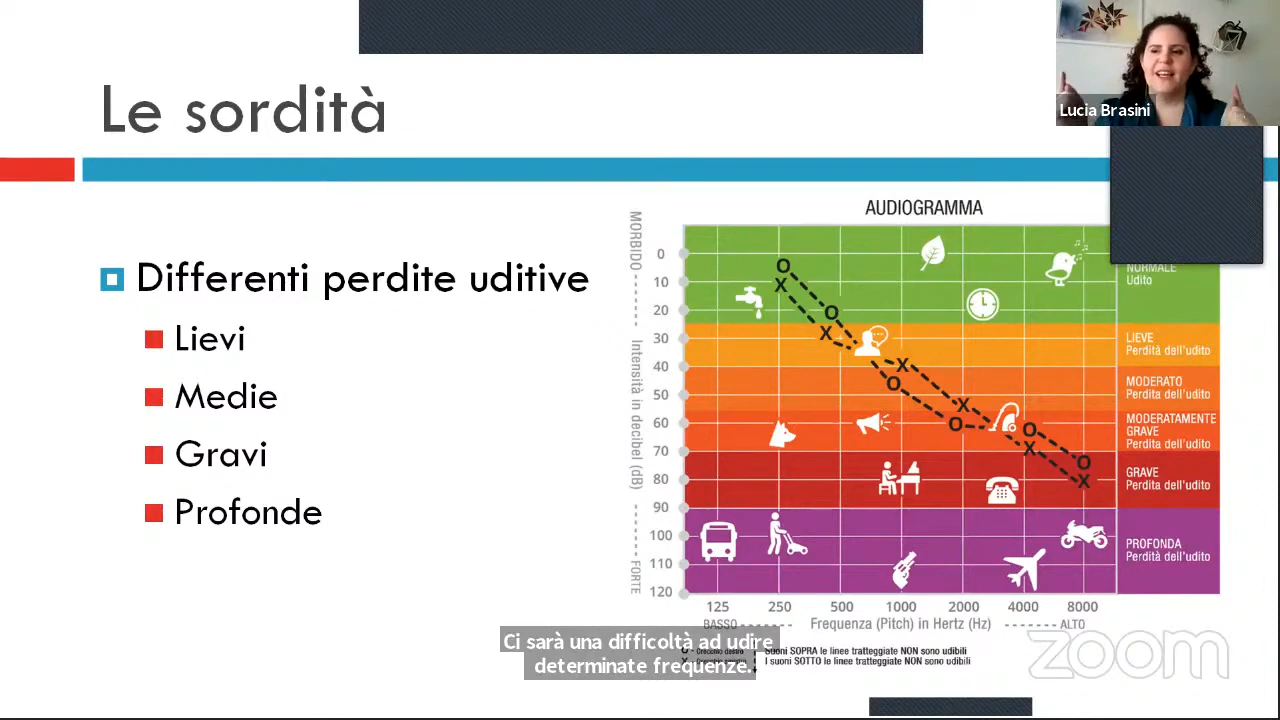 Lucia Brasini
Le sordità
AUDIOGRAMMA
Differenti perdite uditive
Lievi
Medie
Gravi
Profonde
MORBIDO
Intensità in decibel (dB)
FORTE
0
10
20
30
40
50
60
70
80
90
100
110
120
O
X
O
X
X
O
X
O
O
X
O
X
NORMALE
Udito
LIEVE
Perdità dell'udito
MODERATO
Perdita dell'udito
MODERATAMENTE
GRAVE
Perdita dell'udito
GRAVE
Perdita dell'udito
PROFONDA
Perdità dell'udito
125 250 500 1000 2000 4000 8000
BASSO Frequenza (Pitch) in Hertz (Hz) ALTO
Suoni SOPRA le linee tratteggiate NON sono udibili
I suoni SOTTO le linee tratteggiate NON sono udibili
Ci sarà una difficoltà ad udire
determinate frequenze.
zoom